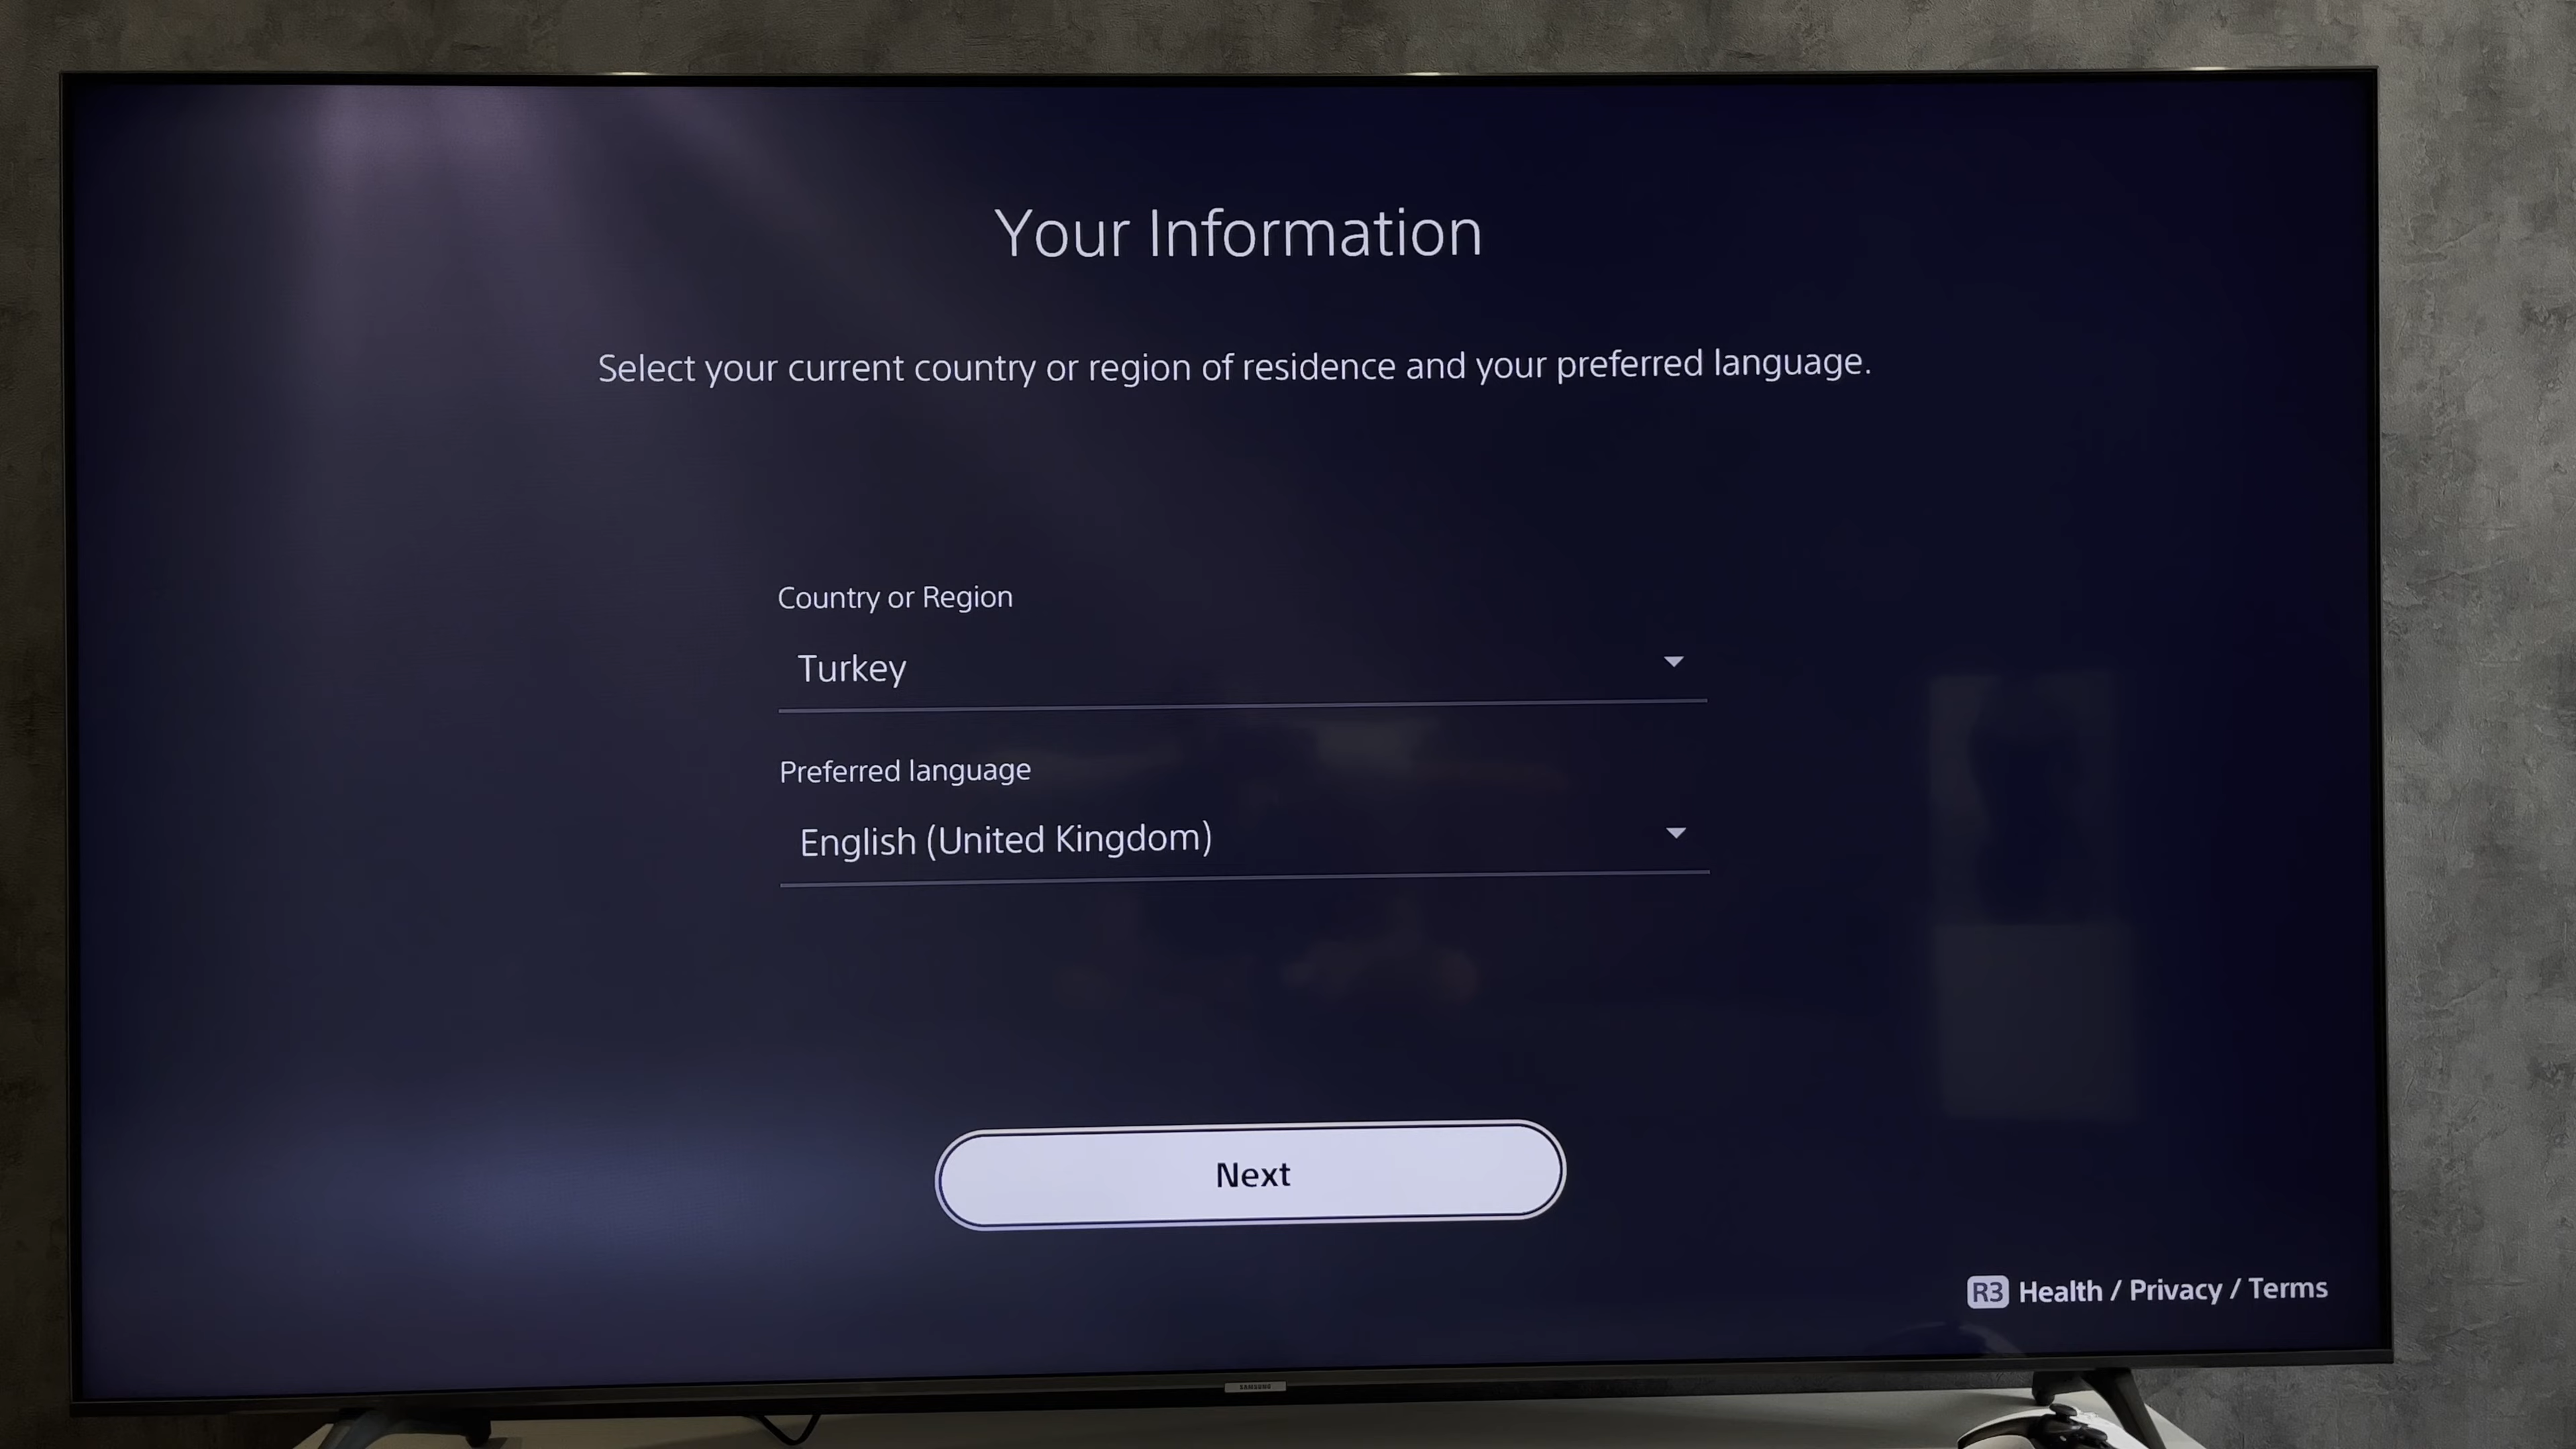 Your Information
Select your current country or region of residence and your preferred language.
Country or Region
Turkey
Preferred language
English (United Kingdom)
Next
R3 Health / Privacy / Terms
SAMSUNG